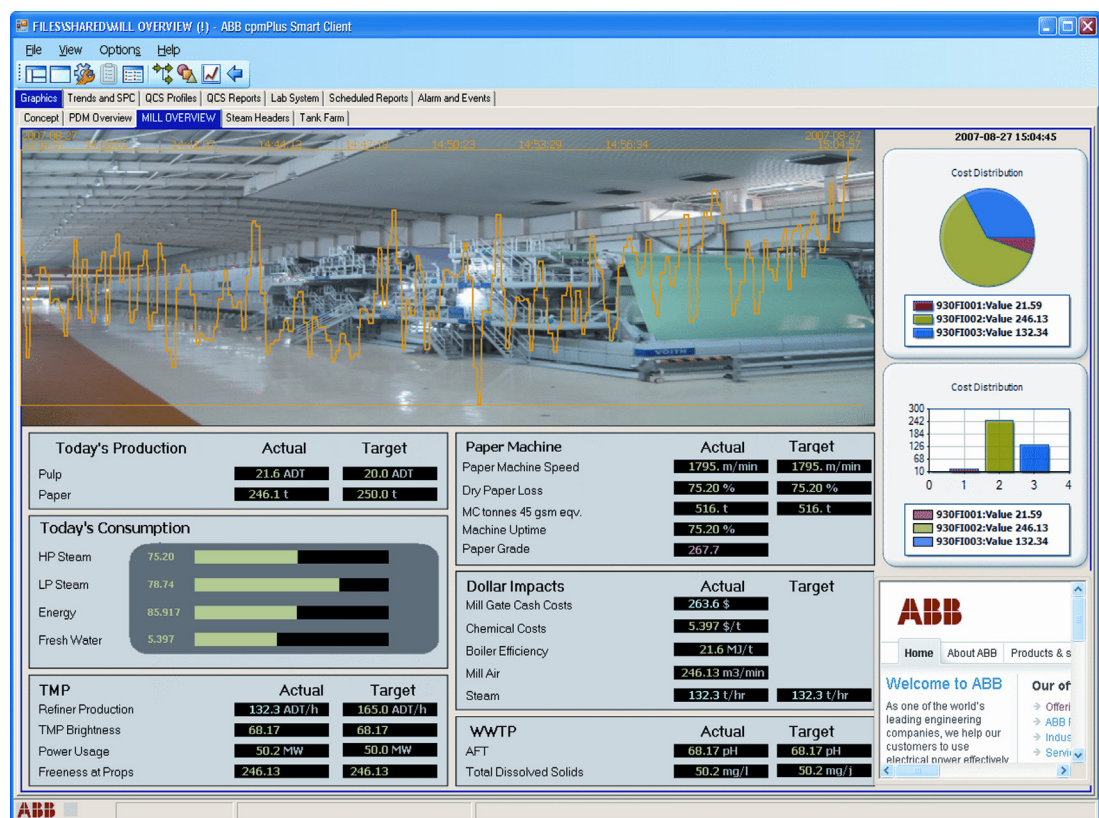 FILES\SHARED\MILL OVERVIEW (!) - ABB cpmPlus Smart Client
File View Options Help
Graphics Trends and SPC QCS Profiles QCS Reports Lab System Scheduled Reports Alarm and Events
Concept PDM Overview MILL OVERVIEW Steam Headers Tank Farm
2007-08-27
14:50:23 14:53:29 14:56:34
2007-08-27
15:04:57
VOITH
2007-08-27 15:04:45
Cost Distribution
930FI001:Value 21.59
930FI002:Value 246.13
930FI003:Value 132.34
Cost Distribution
300
242
184
126
68
10
0 1 2 3 4
930FI001:Value 21.59
930FI002:Value 246.13
930FI003:Value 132.34
Today's Production Actual Target
Pulp 21.6 ADT 20.0 ADT
Paper 246.1 t 250.0 t
Today's Consumption
HP Steam 75.20
LP Steam 78.74
Energy 85.917
Fresh Water 5.397
TMP Actual Target
Refiner Production 132.3 ADT/h 165.0 ADT/h
TMP Brightness 68.17 68.17
Power Usage 50.2 MW 50.0 MW
Freeness at Props 246.13 246.13
Paper Machine Actual Target
Paper Machine Speed 1795. m/min 1795. m/min
Dry Paper Loss 75.20 % 75.20 %
MC tonnes 45 gsm eqv. 516. t 516. t
Machine Uptime 75.20 %
Paper Grade 267.7
Dollar Impacts Actual Target
Mill Gate Cash Costs 263.6 $
Chemical Costs 5.397 $/t
Boiler Efficiency 21.6 MJ/t
Mill Air 246.13 m3/min
Steam 132.3 t/hr 132.3 t/hr
WWTP Actual Target
AFT 68.17 pH 68.17 pH
Total Dissolved Solids 50.2 mg/l 50.2 mg/j
ABB
Home About ABB Products & s
Welcome to ABB
As one of the world's
leading engineering
companies, we help our
customers to use
electrical power effectively
Our of
Offeri
ABB
Indus
Servi
ABB